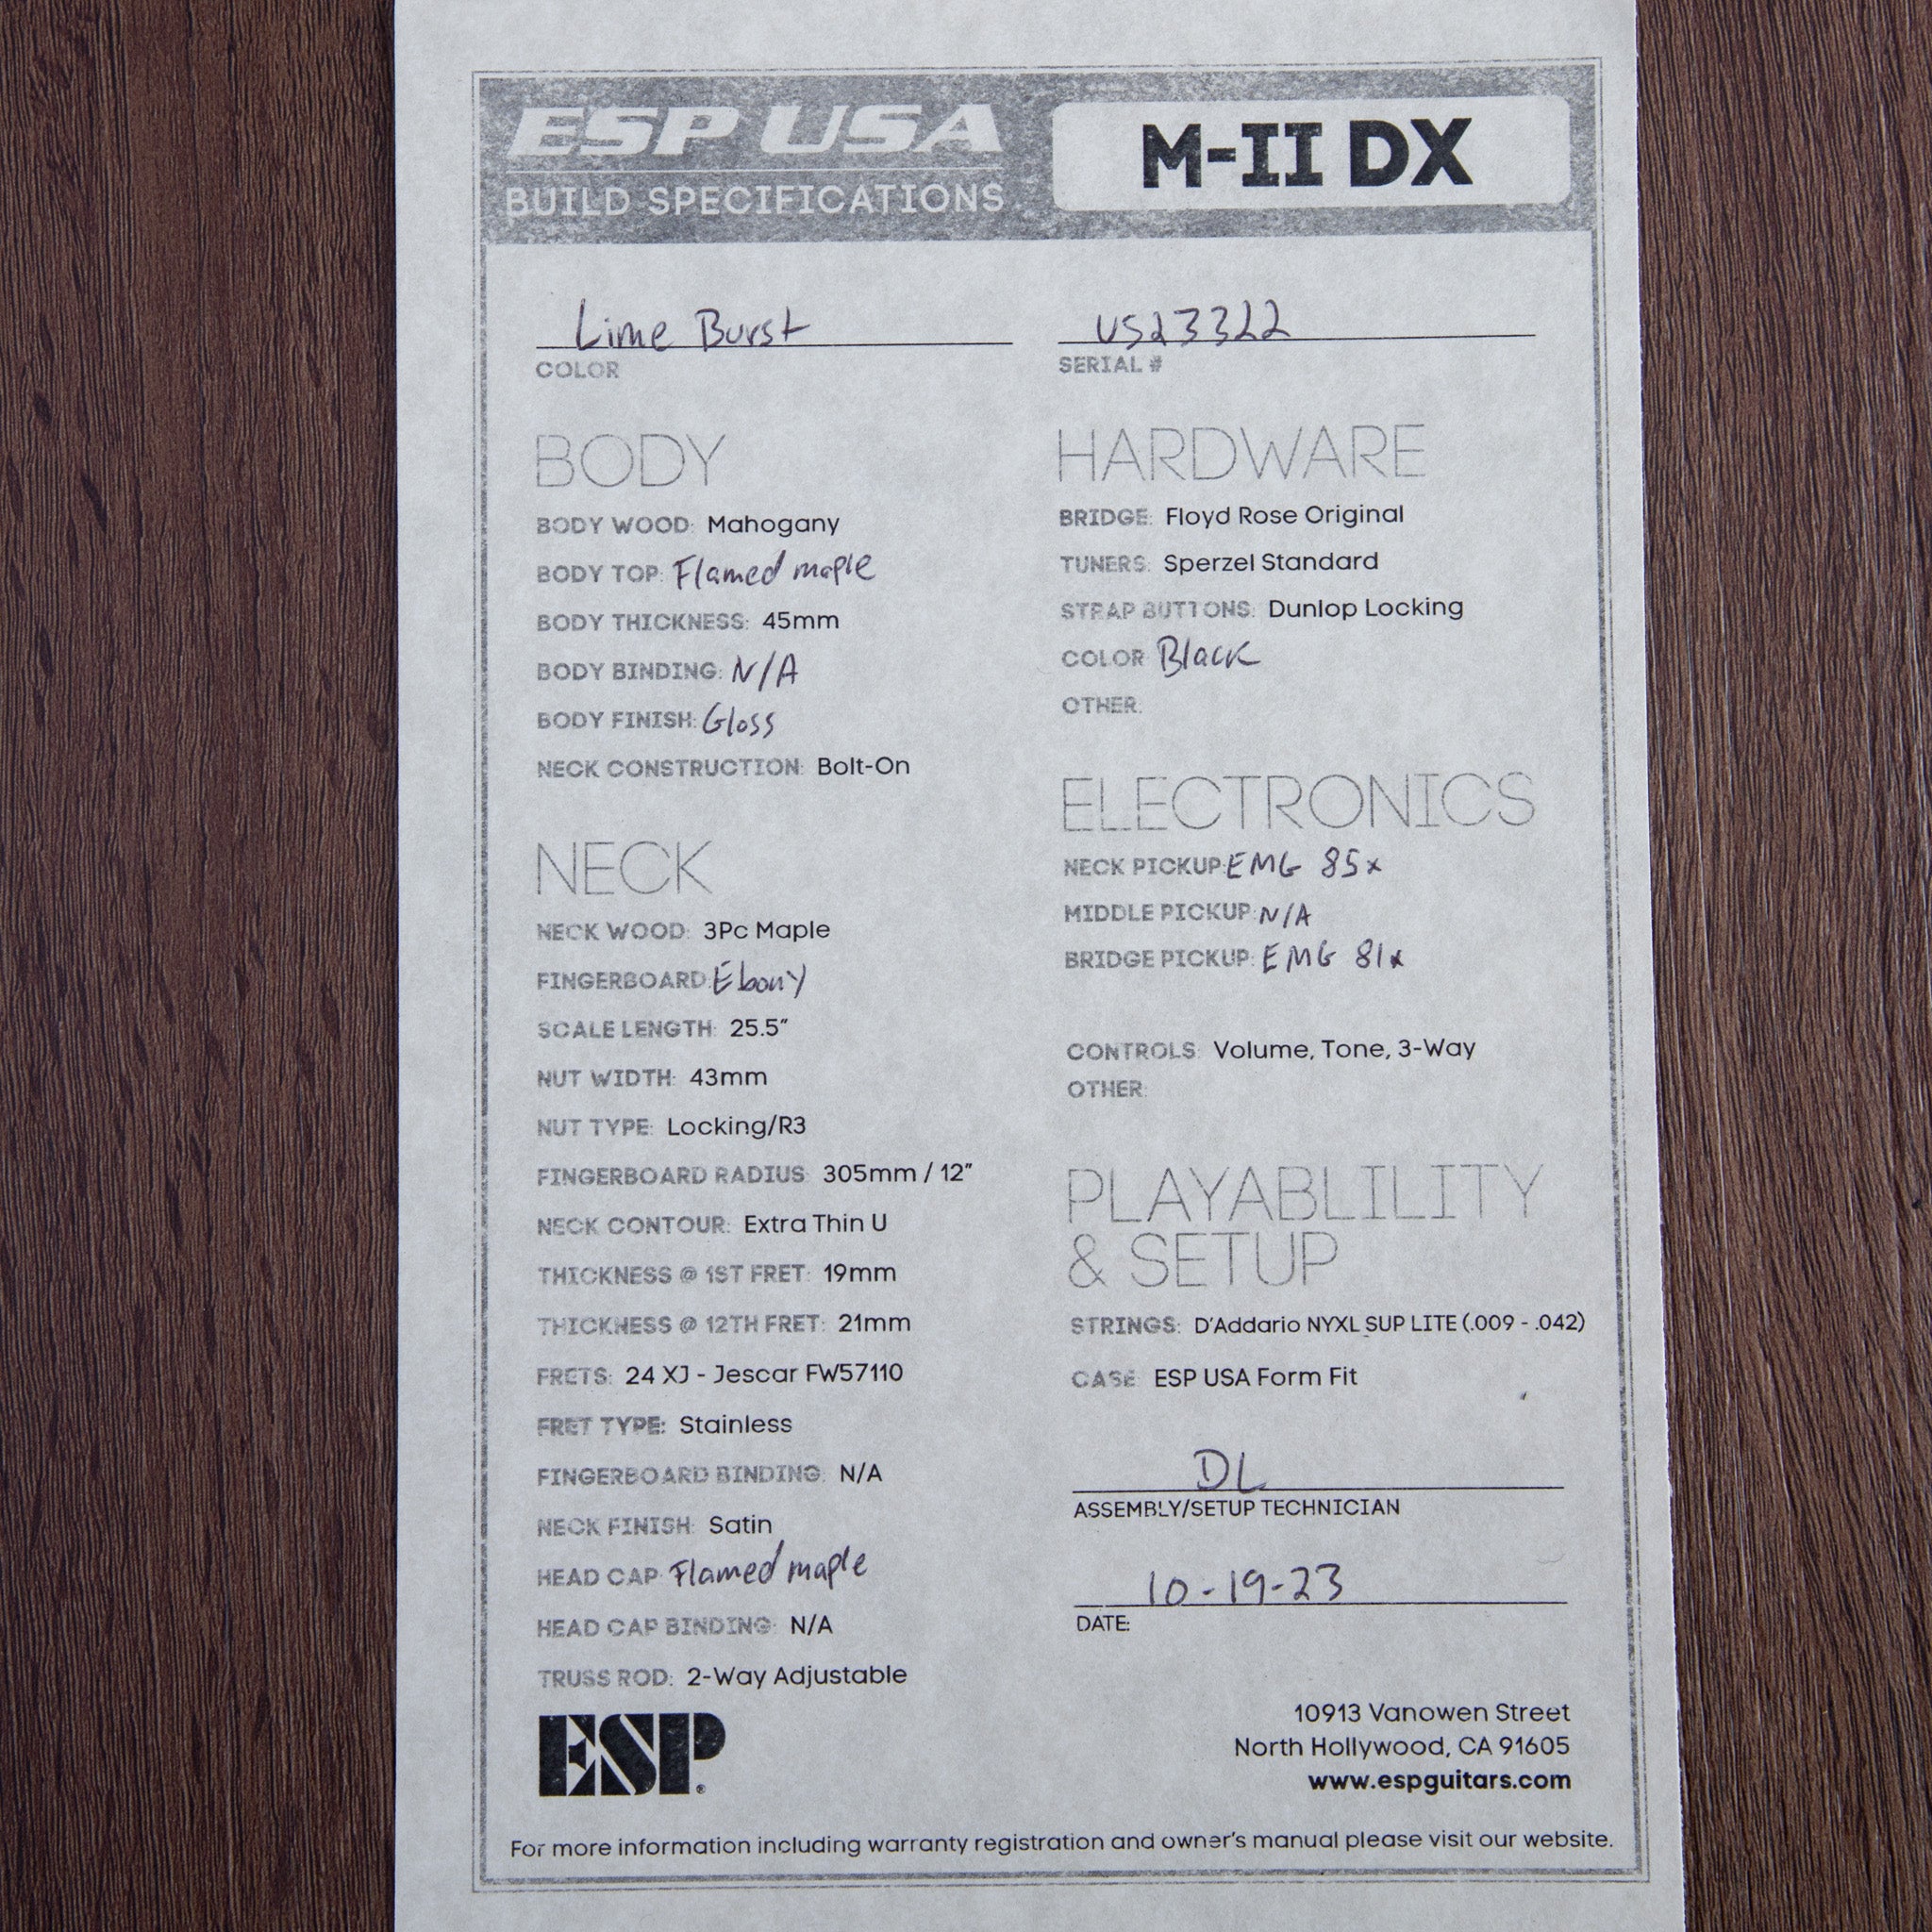 ESP USA
BUILD SPECIFICATIONS
M-II DX
Lime Burst
COLOR
US23322
SERIAL #
BODY
BODY WOOD: Mahogany
BODY TOP: Flamed maple
BODY THICKNESS: 45mm
BODY BINDING: N/A
BODY FINISH: Gloss
NECK CONSTRUCTION: Bolt-On
NECK
NECK WOOD: 3Pc Maple
FINGERBOARD: Ebony
SCALE LENGTH: 25.5"
NUT WIDTH: 43mm
NUT TYPE: Locking/R3
FINGERBOARD RADIUS: 305mm / 12"
NECK CONTOUR: Extra Thin U
THICKNESS @ 1ST FRET: 19mm
THICKNESS @ 12TH FRET: 21mm
FRETS: 24 XJ - Jescar FW57110
FRET TYPE: Stainless
FINGERBOARD BINDING: N/A
NECK FINISH: Satin
HEAD CAP: Flamed maple
HEAD CAP BINDING: N/A
TRUSS ROD: 2-Way Adjustable
ESP®
HARDWARE
BRIDGE: Floyd Rose Original
TUNERS: Sperzel Standard
STRAP BUTTONS: Dunlop Locking
COLOR Black
OTHER:
ELECTRONICS
NECK PICKUP: EMG 85x
MIDDLE PICKUP: N/A
BRIDGE PICKUP: EMG 81x
CONTROLS: Volume, Tone, 3-Way
OTHER:
PLAYABLILITY
& SETUP
STRINGS: D'Addario NYXL SUP LITE (.009 - .042)
CASE: ESP USA Form Fit
DL
ASSEMBLY/SETUP TECHNICIAN
10-19-23
DATE:
10913 Vanowen Street
North Hollywood, CA 91605
www.espguitars.com
For more information including warranty registration and owner's manual please visit our website.